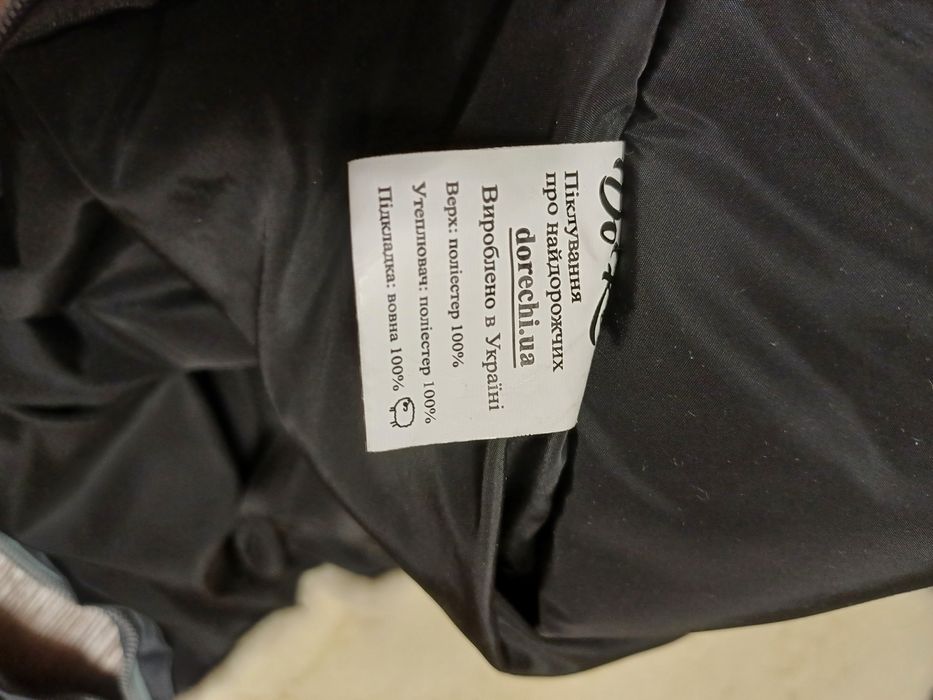 Піклування
про найдорожчих
dorechi.ua
Вироблено в Україні
Верх: поліестер 100%
Утеплювач: поліестер 100%
Підкладка: вовна 100%